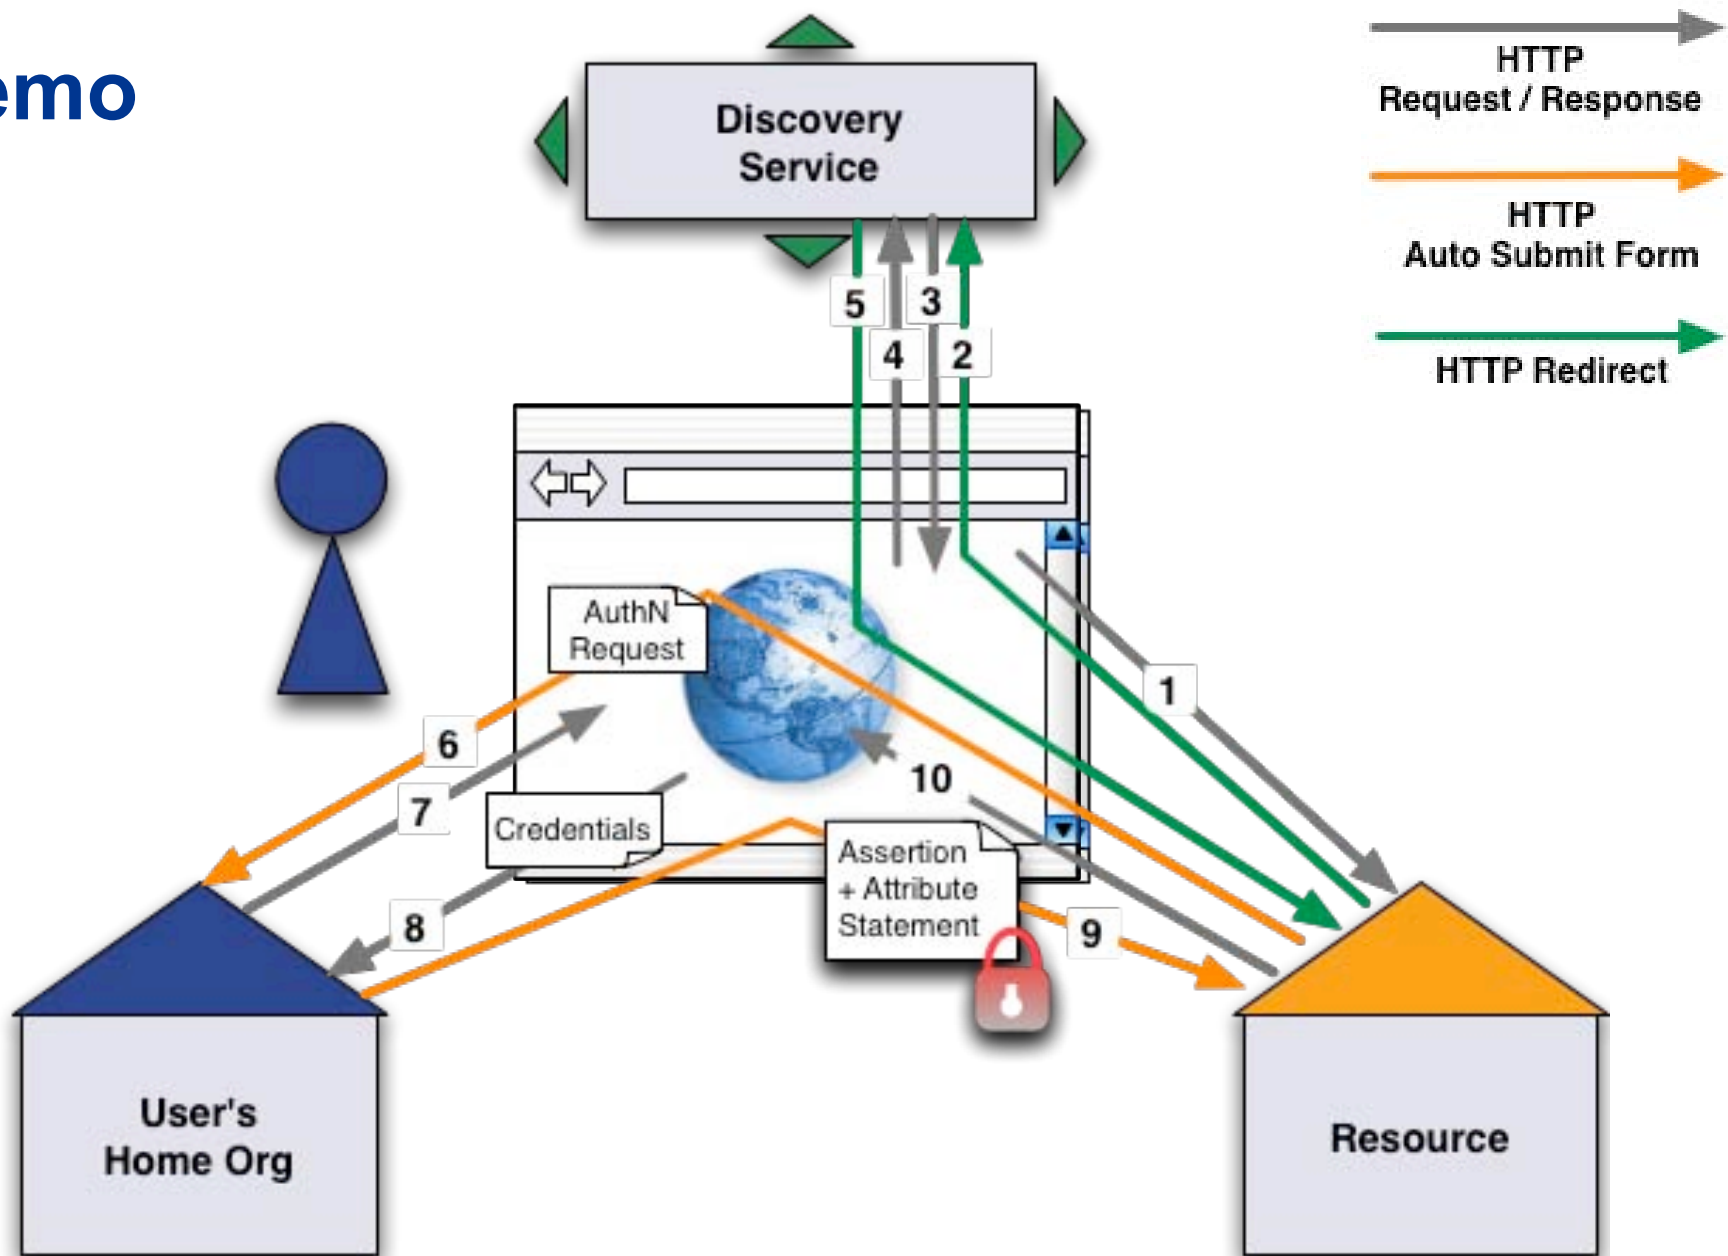 emo
Discovery
Service
HTTP
Request / Response
HTTP
Auto Submit Form
HTTP Redirect
5
3
4
2
AuthN
Request
1
6
7
10
Credentials
Assertion
+ Attribute
Statement
8
9
User's
Home Org
Resource